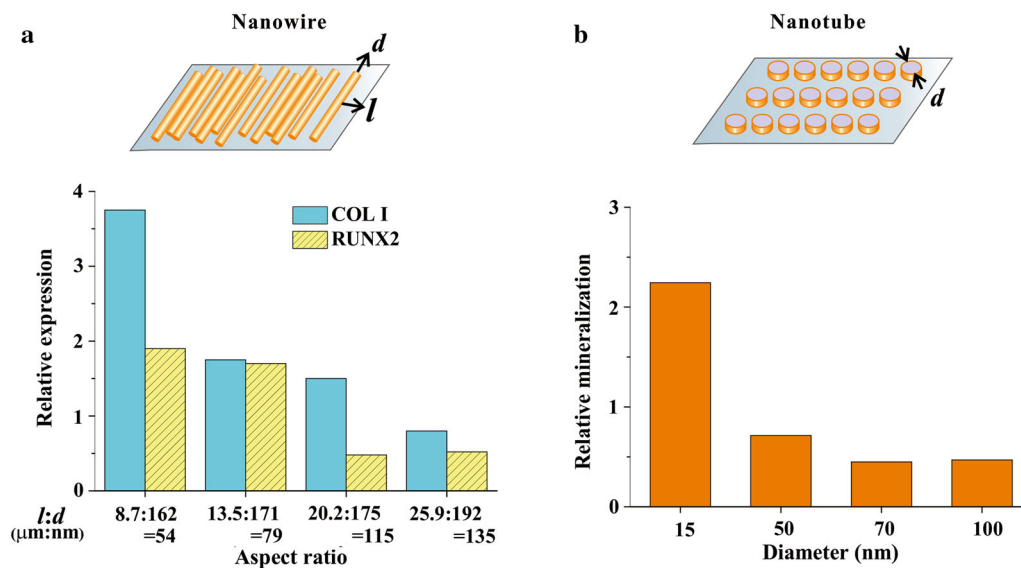 a
Nanowire
d
l
4
3
2
1
0
Relative expression
COL I
RUNX2
l:d
(μm:nm)
8.7:162
=54
13.5:171
=79
20.2:175
=115
25.9:192
=135
Aspect ratio
b
Nanotube
d
3
2
1
0
Relative mineralization
15
50
70
100
Diameter (nm)